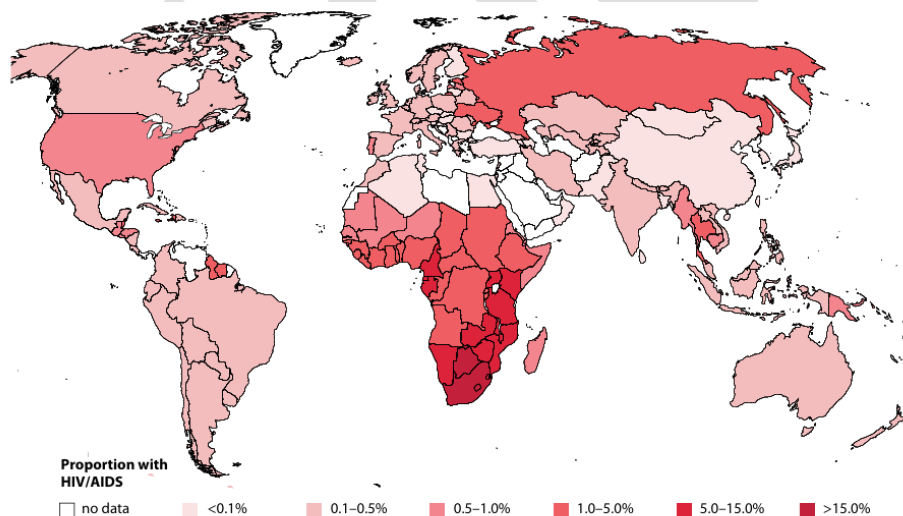 Proportion with
HIV/AIDS
no data <0.1% 0.1–0.5% 0.5–1.0% 1.0–5.0% 5.0–15.0% >15.0%